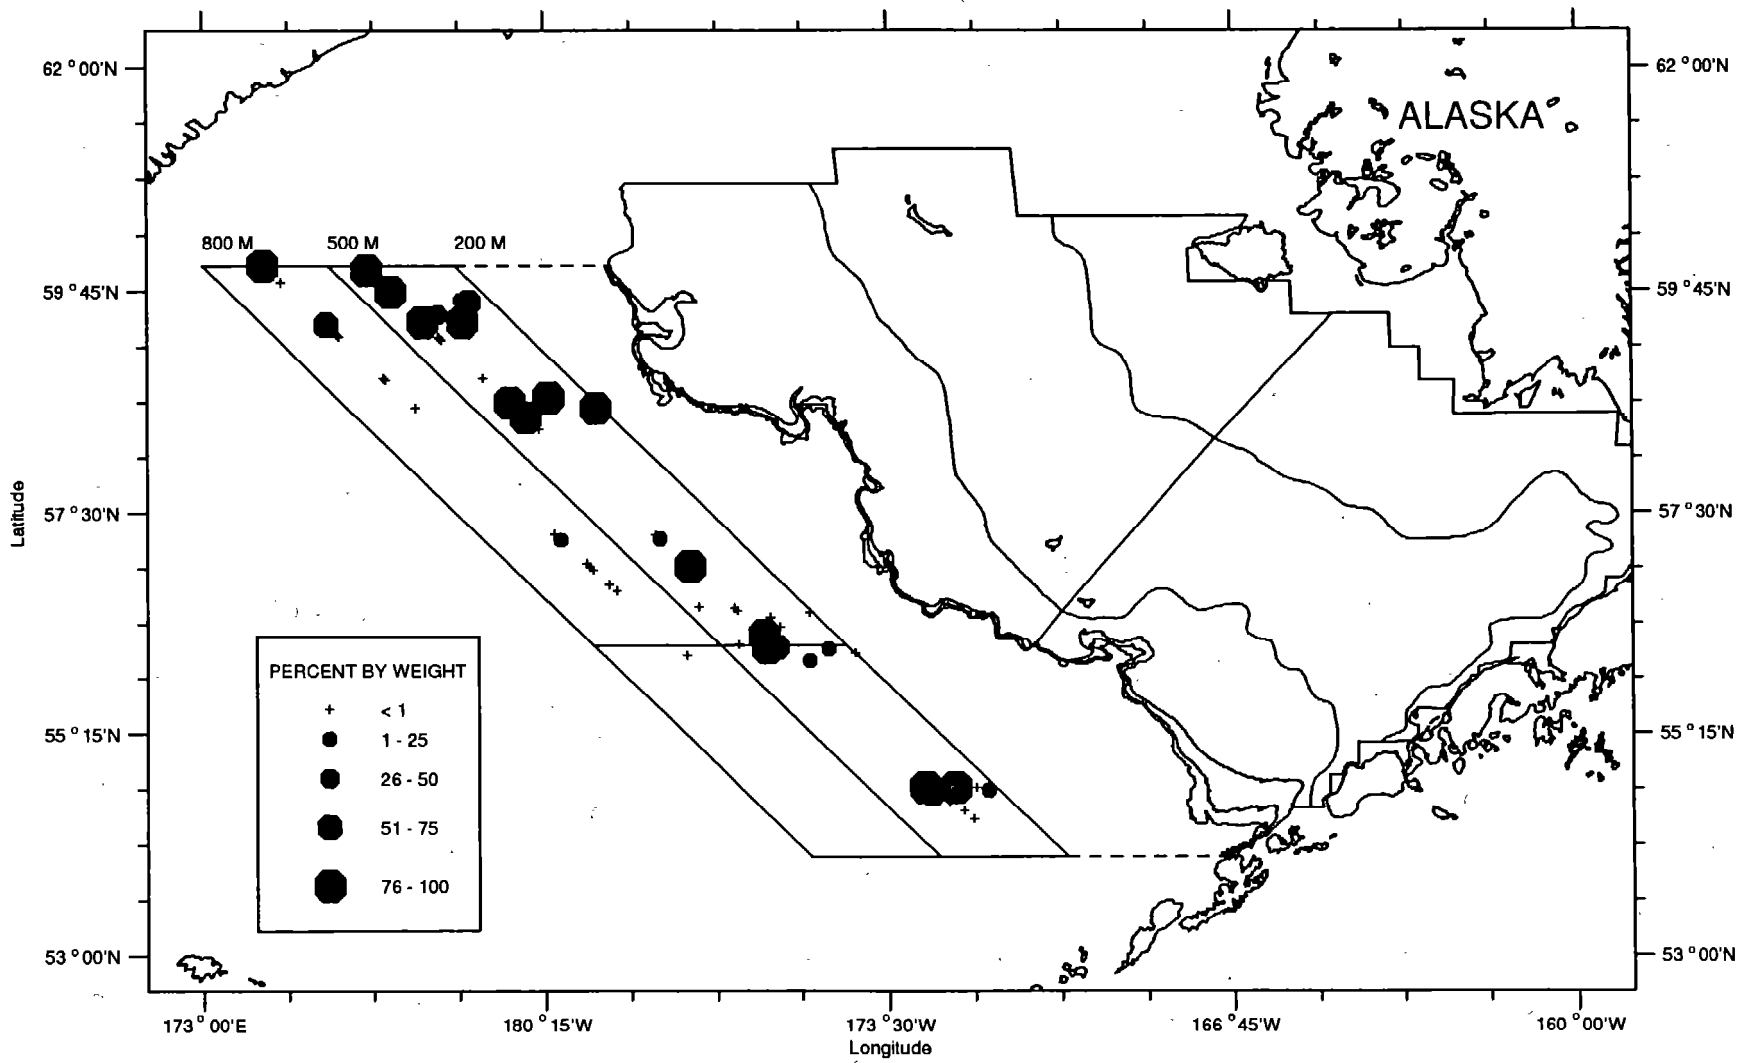 62°00'N
62°00'N
ALASKA
800 M 500 M 200 M
59°45'N
59°45'N
57°30'N
57°30'N
Latitude
PERCENT BY WEIGHT
< 1
1 - 25
26 - 50
51 - 75
76 - 100
55°15'N
55°15'N
53°00'N
53°00'N
173°00'E 180°15'W 173°30'W 166°45'W 160°00'W
Longitude